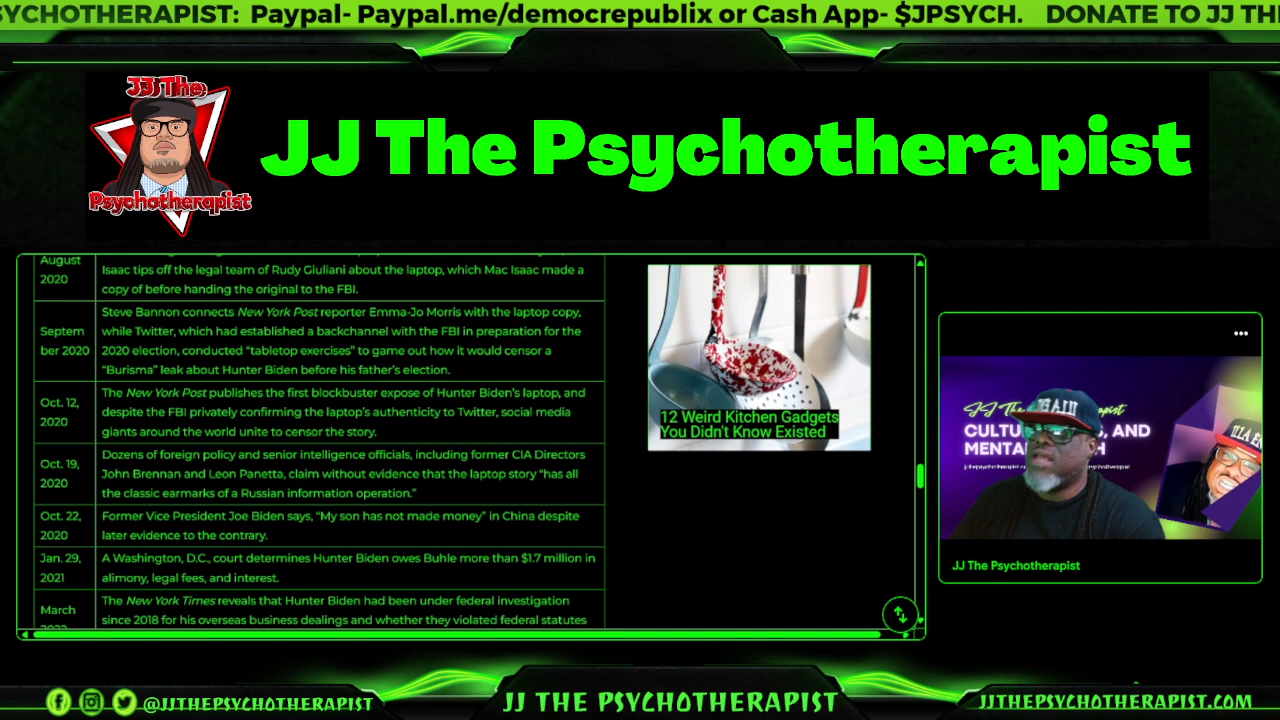 SYCHOTHERAPIST: Paypal- Paypal.me/democrepublix or Cash App- $JPSYCH. DONATE TO JJ THE
JJ The
Psychotherapist
JJ The Psychotherapist
August
2020
Isaac tips off the legal team of Rudy Giuliani about the laptop, which Mac Isaac made a
copy of before handing the original to the FBI.
Septem
ber 2020
Steve Bannon connects New York Post reporter Emma-Jo Morris with the laptop copy,
while Twitter, which had established a backchannel with the FBI in preparation for the
2020 election, conducted “tabletop exercises” to game out how it would censor a
“Burisma” leak about Hunter Biden before his father’s election.
Oct. 12,
2020
The New York Post publishes the first blockbuster expose of Hunter Biden’s laptop, and
despite the FBI privately confirming the laptop’s authenticity to Twitter, social media
giants around the world unite to censor the story.
Oct. 19,
2020
Dozens of foreign policy and senior intelligence officials, including former CIA Directors
John Brennan and Leon Panetta, claim without evidence that the laptop story “has all
the classic earmarks of a Russian information operation.”
Oct. 22,
2020
Former Vice President Joe Biden says, “My son has not made money” in China despite
later evidence to the contrary.
Jan. 29,
2021
A Washington, D.C., court determines Hunter Biden owes Buhle more than $1.7 million in
alimony, legal fees, and interest.
March
The New York Times reveals that Hunter Biden had been under federal investigation
since 2018 for his overseas business dealings and whether they violated federal statutes
12 Weird Kitchen Gadgets
You Didn't Know Existed
JJ The
CULTU AND
MENTA H
JJ The Psychotherapist
@JJTHEPSYCHOTHERAPIST
JJ THE PSYCHOTHERAPIST
JJTHEPSYCHOTHERAPIST.COM